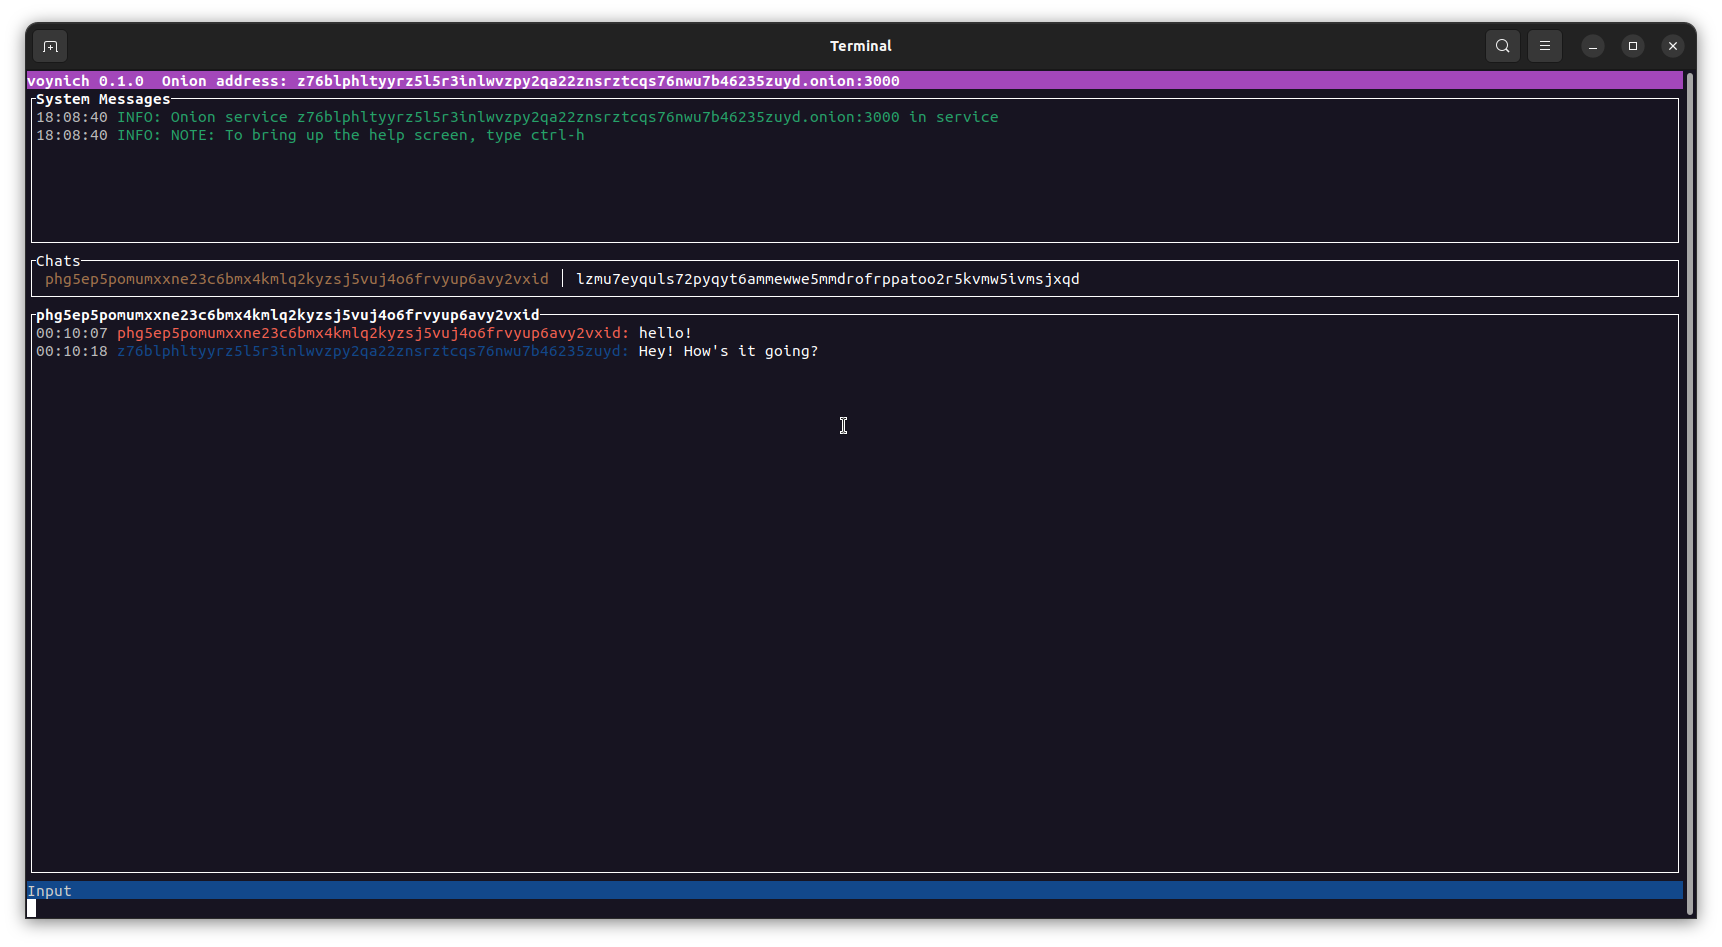 Terminal
voynich 0.1.0  Onion address: z76blphltyyrz5l5r3inlwvzpy2qa22znsrztcqs76nwu7b46235zuyd.onion:3000
System Messages
18:08:40 INFO: Onion service z76blphltyyrz5l5r3inlwvzpy2qa22znsrztcqs76nwu7b46235zuyd.onion:3000 in service
18:08:40 INFO: NOTE: To bring up the help screen, type ctrl-h
Chats
phg5ep5pomumxxne23c6bmx4kmlq2kyzsj5vuj4o6frvyup6avy2vxid │ lzmu7eyquls72pyqyt6ammewwe5mmdrofrppatoo2r5kvmw5ivmsjxqd
phg5ep5pomumxxne23c6bmx4kmlq2kyzsj5vuj4o6frvyup6avy2vxid
00:10:07 phg5ep5pomumxxne23c6bmx4kmlq2kyzsj5vuj4o6frvyup6avy2vxid: hello!
00:10:18 z76blphltyyrz5l5r3inlwvzpy2qa22znsrztcqs76nwu7b46235zuyd: Hey! How's it going?
Input